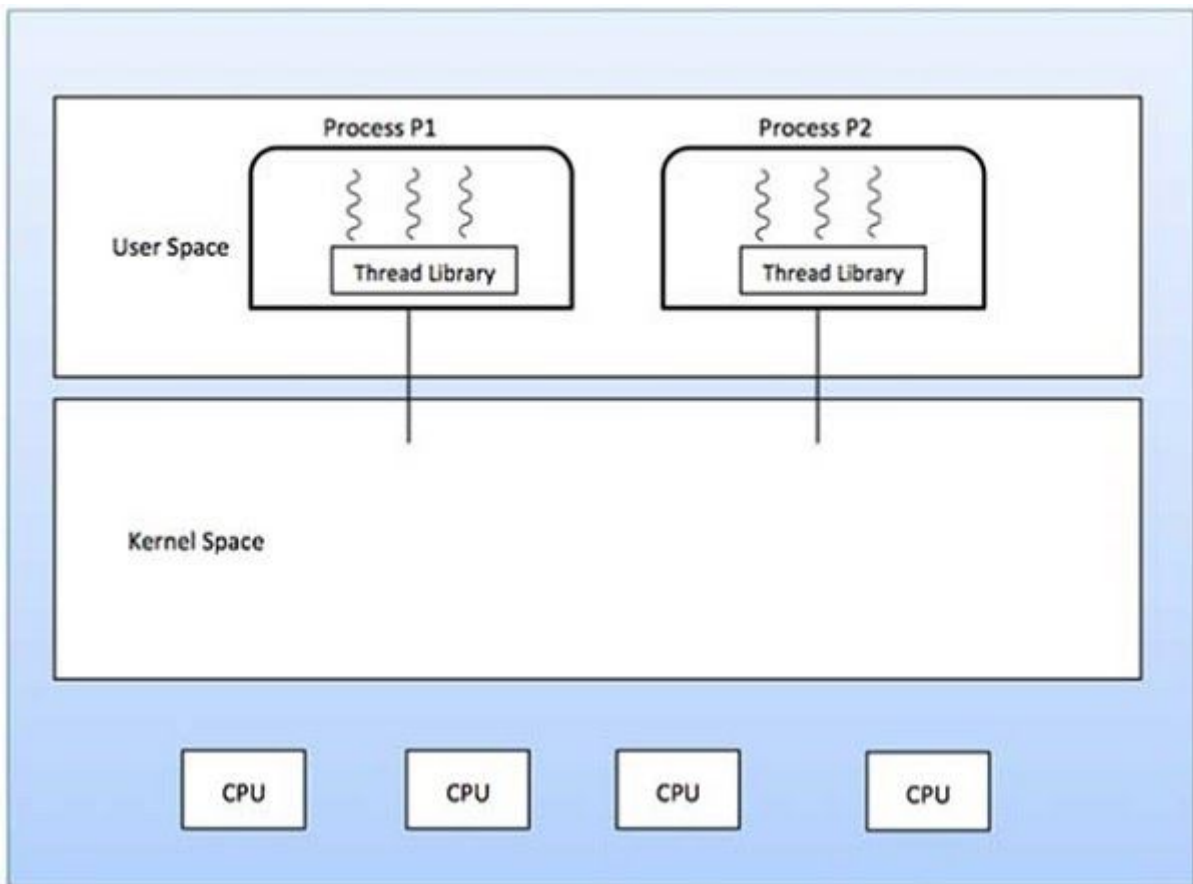 Process P1
Process P2
User Space
Thread Library
Thread Library
Kernel Space
CPU
CPU
CPU
CPU